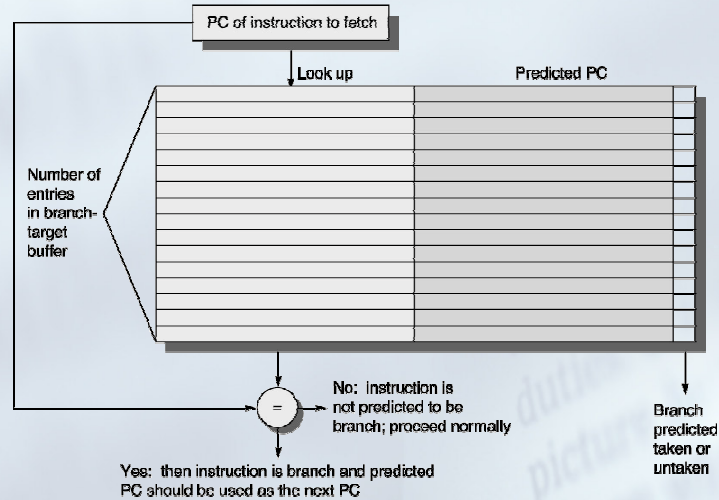 PC of instruction to fetch
Look up
Predicted PC
Number of
entries
in branch-
target
buffer
=
No: instruction is
not predicted to be
branch; proceed normally
Branch
predicted
taken or
untaken
Yes: then instruction is branch and predicted
PC should be used as the next PC
duties
picture